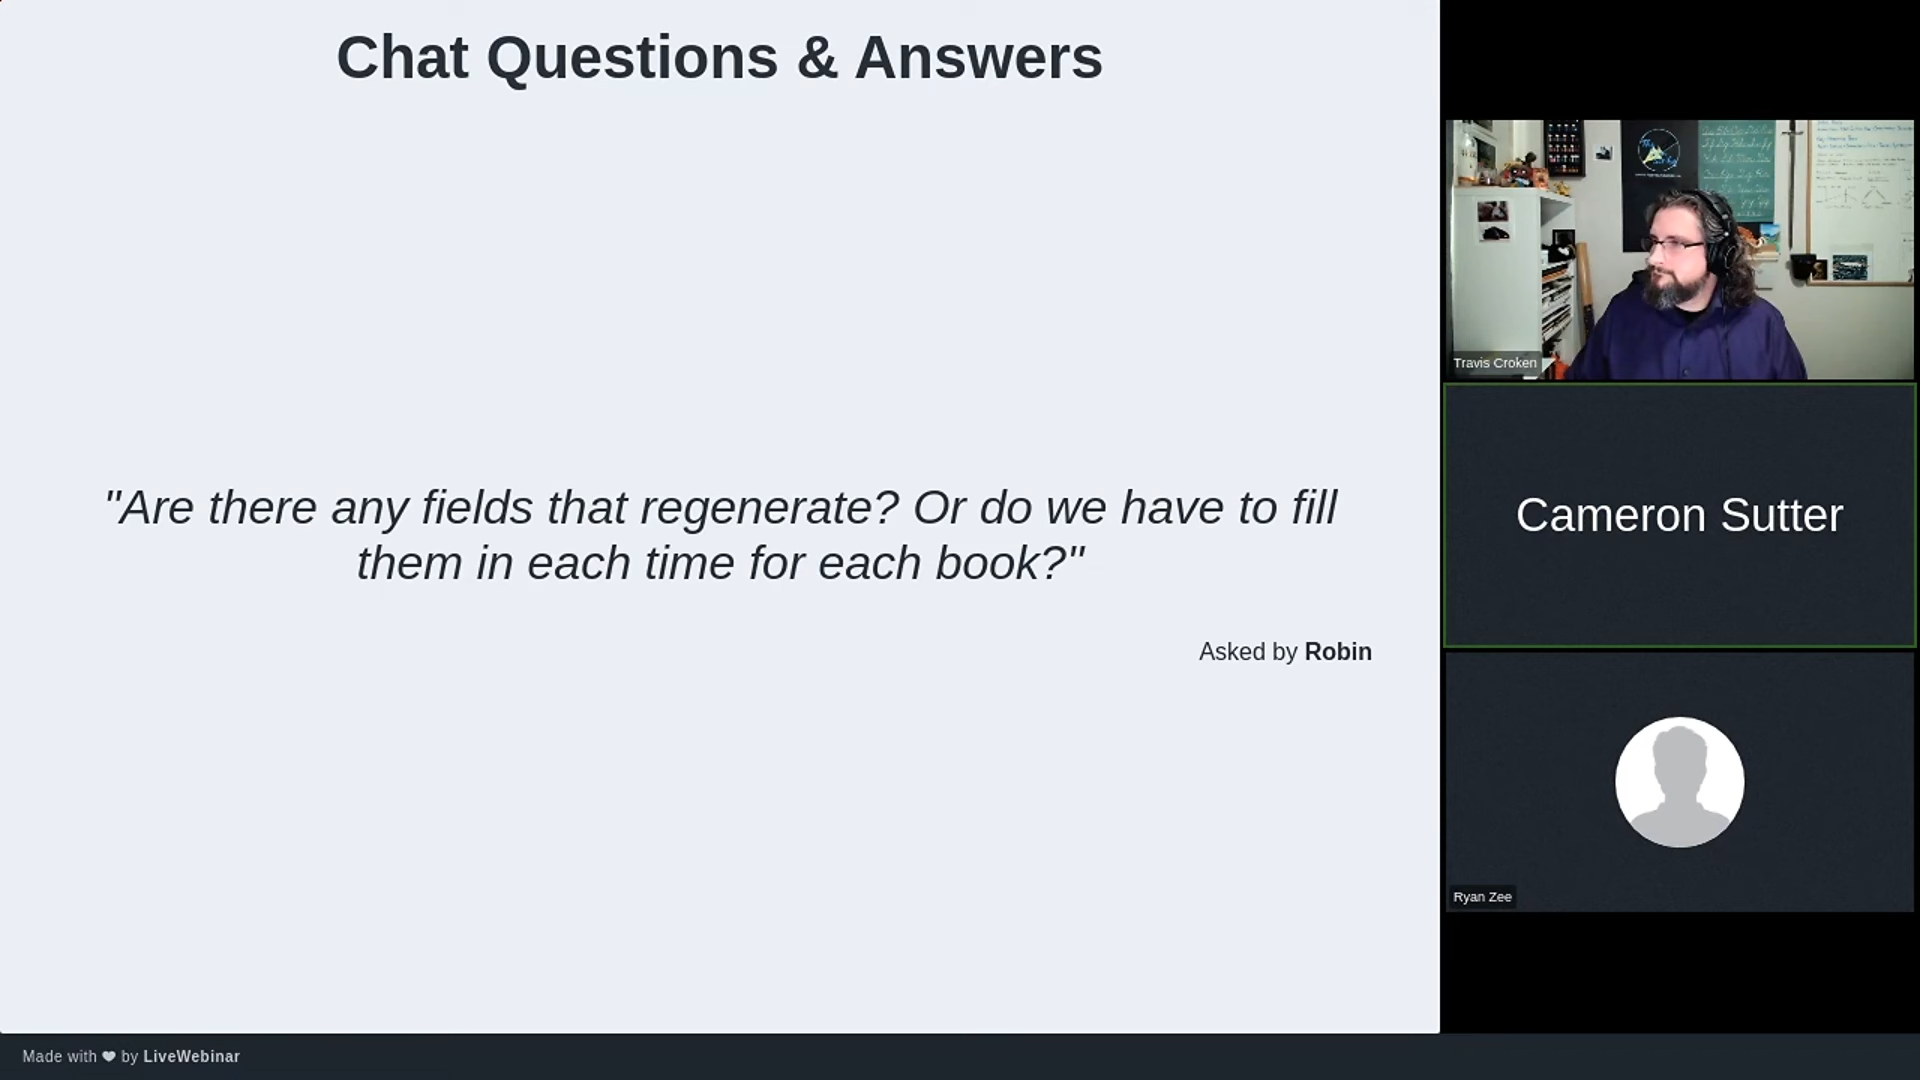 Chat Questions & Answers
"Are there any fields that regenerate? Or do we have to fill
them in each time for each book?"
Asked by Robin
Travis Croken
Cameron Sutter
Ryan Zee
Made with ❤ by LiveWebinar